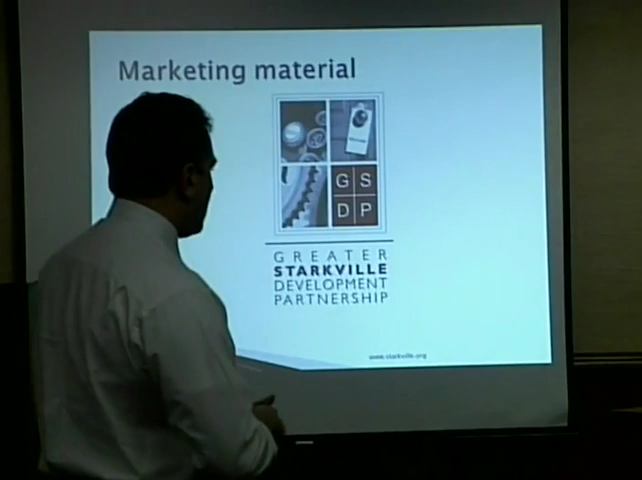 Marketing material
G S
D P
GREATER
STARKVILLE
DEVELOPMENT
PARTNERSHIP
www.starkville.org